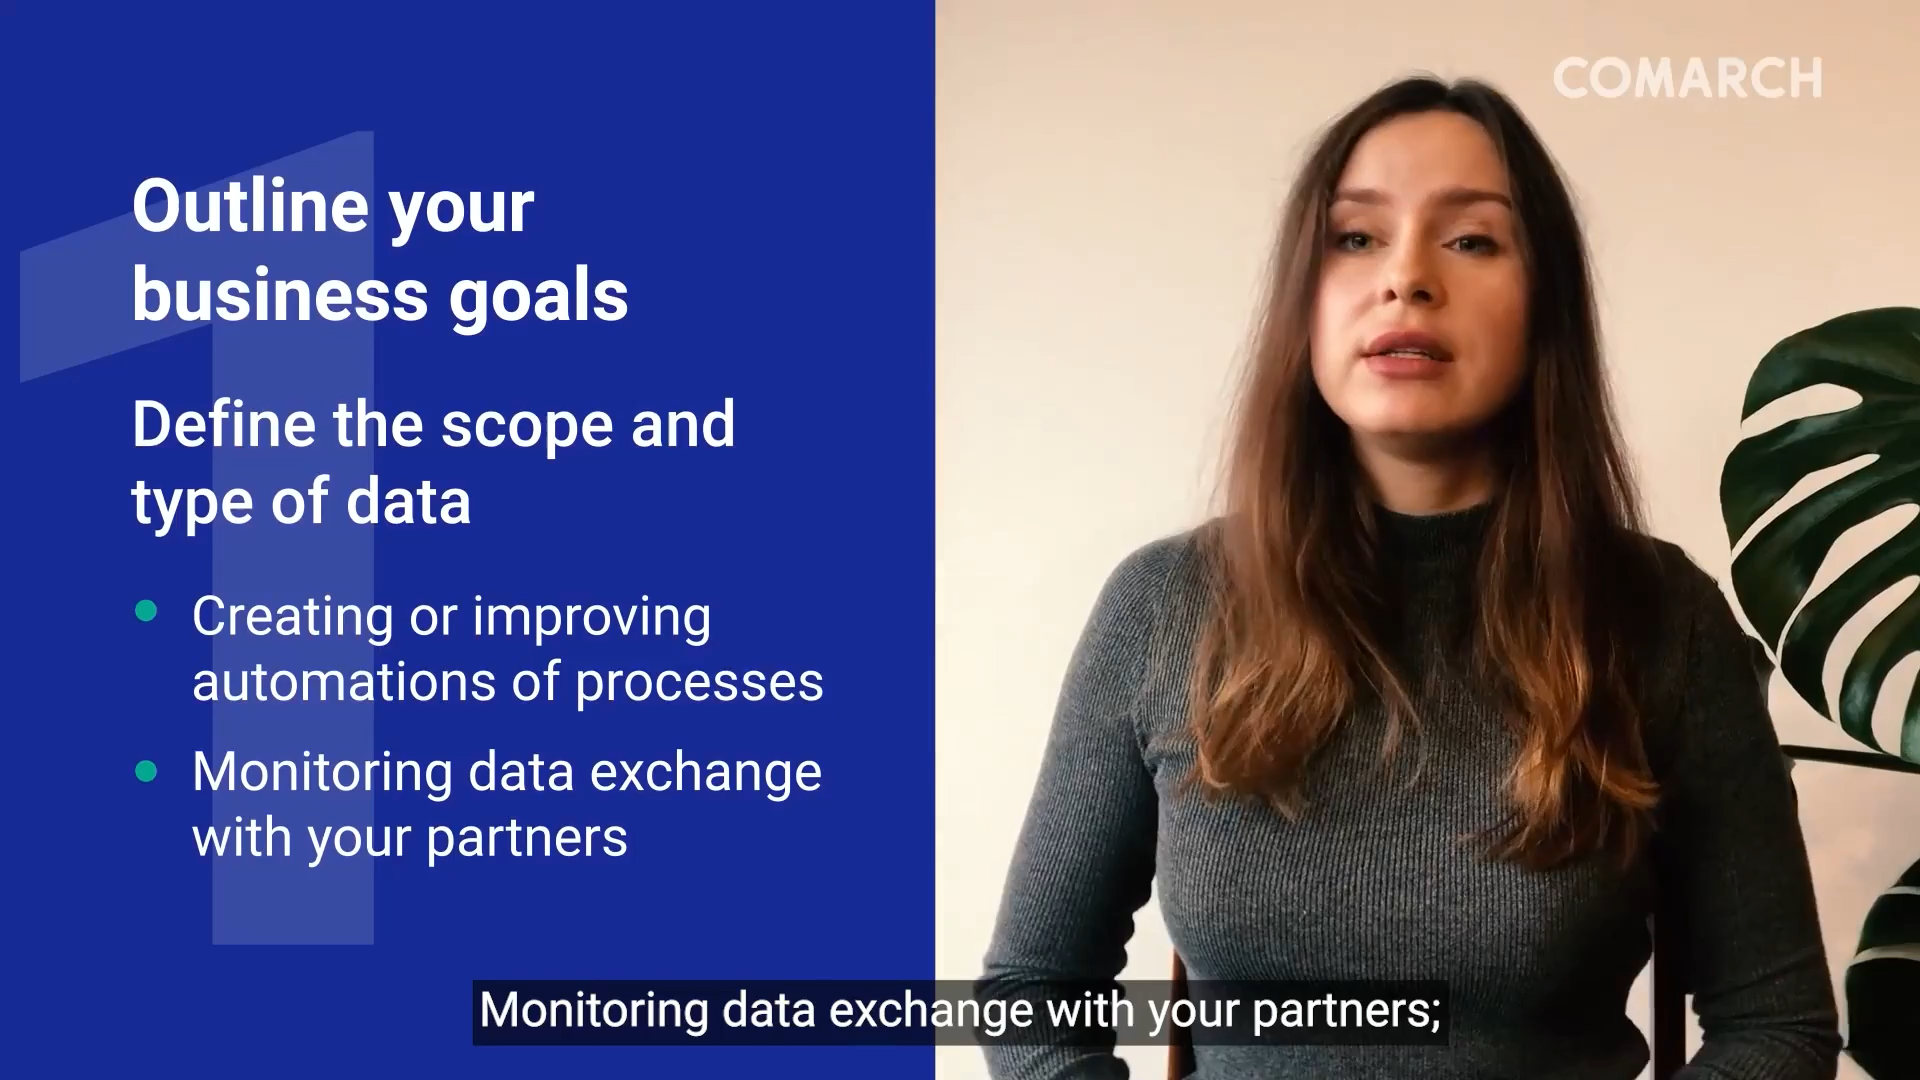 COMARCH
1
Outline your
business goals
Define the scope and
type of data
Creating or improving
automations of processes
Monitoring data exchange
with your partners
Monitoring data exchange with your partners;